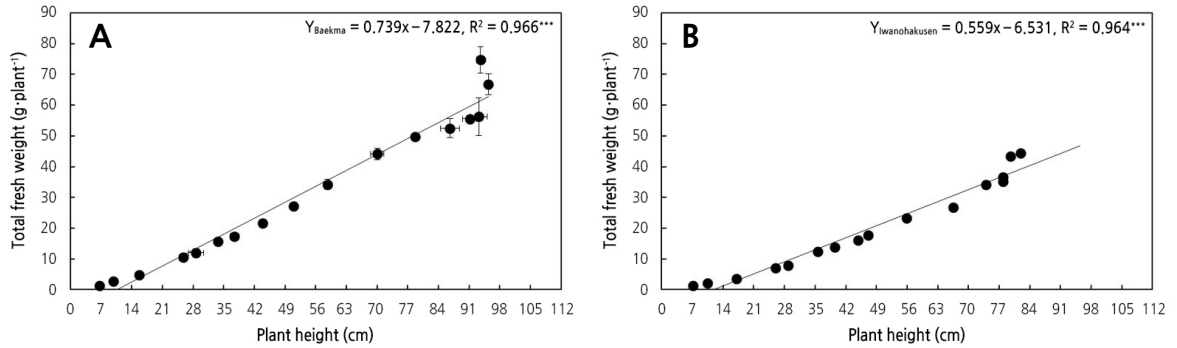 A
Y_Baekma = 0.739x−7.822, R² = 0.966***
Total fresh weight (g·plant⁻¹)
90
80
70
60
50
40
30
20
10
0
0 7 14 21 28 35 42 49 56 63 70 77 84 91 98 105 112
Plant height (cm)
B
Y_Iwanohakusen = 0.559x−6.531, R² = 0.964***
Total fresh weight (g·plant⁻¹)
90
80
70
60
50
40
30
20
10
0
0 7 14 21 28 35 42 49 56 63 70 77 84 91 98 105 112
Plant height (cm)